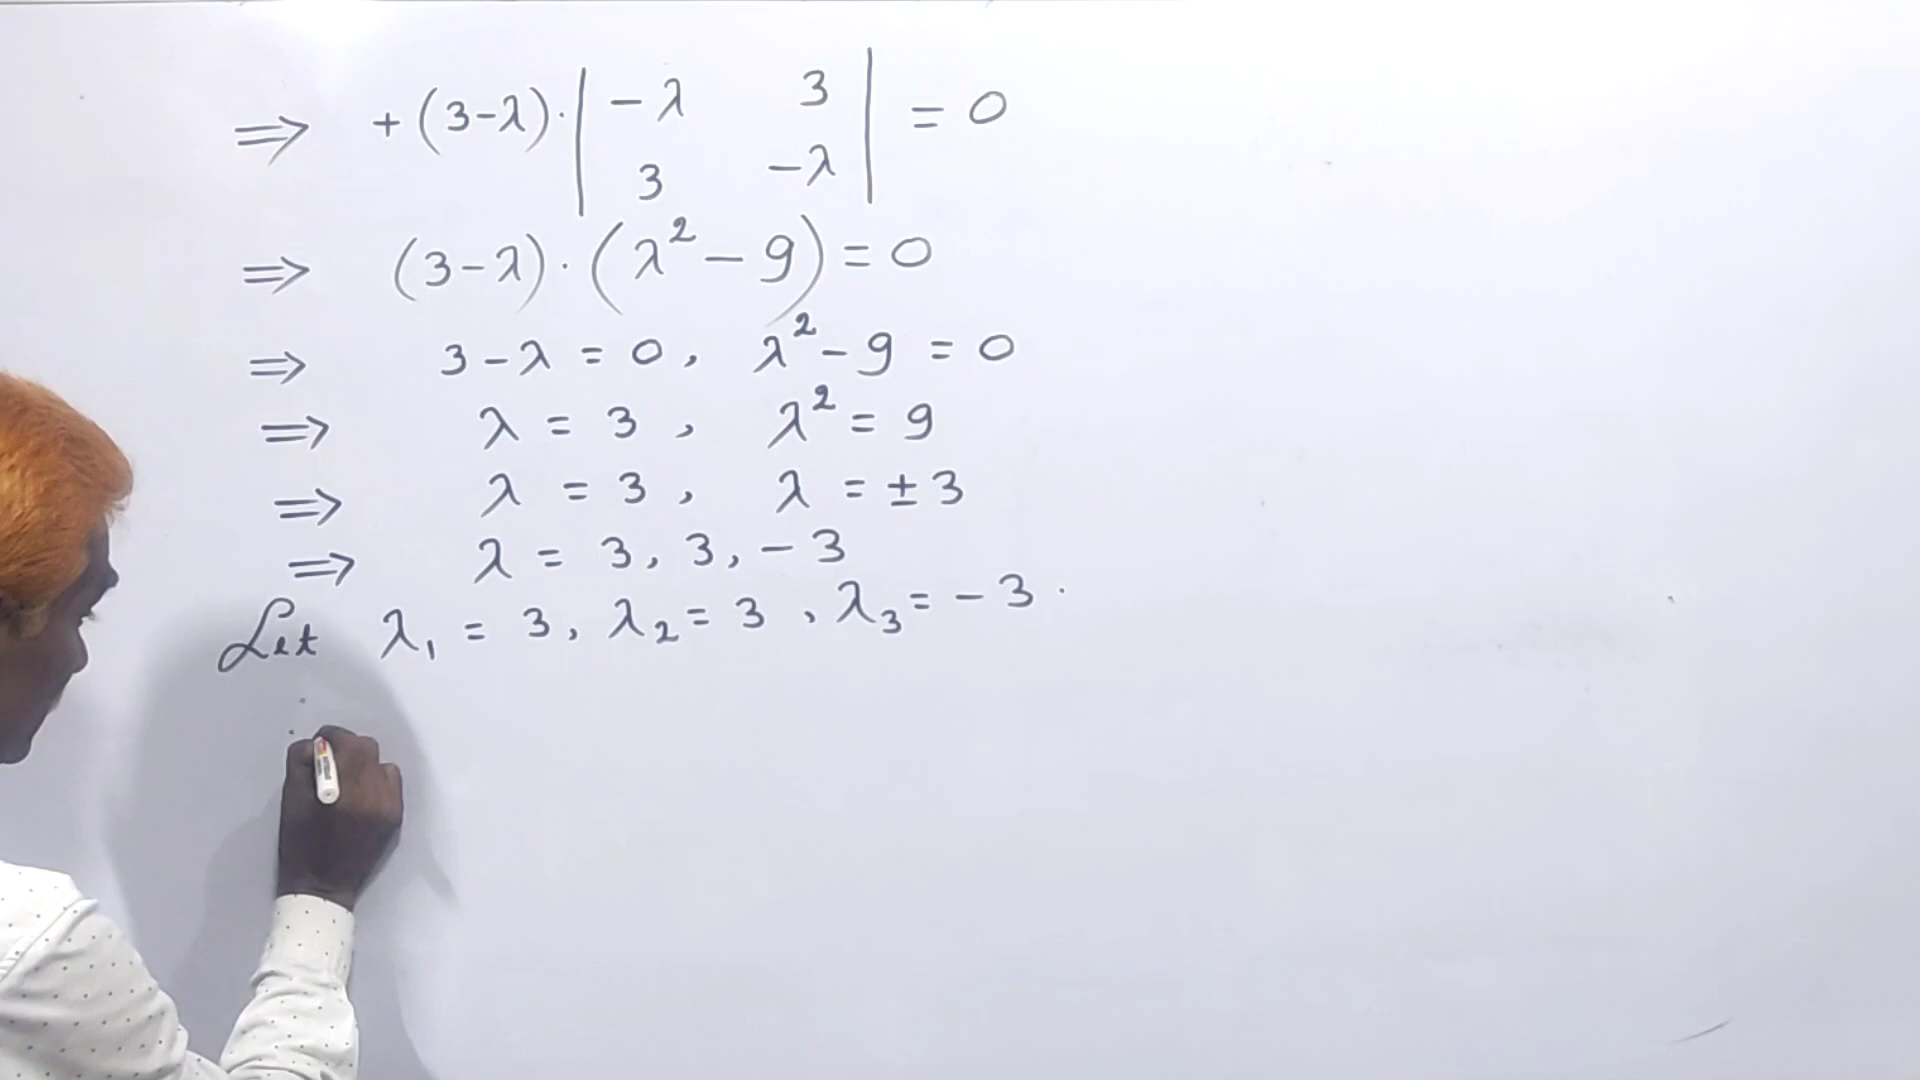 ⇒ + (3-λ)· | -λ 3 | = 0
| 3 -λ |
⇒ (3-λ)·(λ² - 9) = 0
⇒ 3 - λ = 0, λ² - 9 = 0
⇒ λ = 3, λ² = 9
⇒ λ = 3, λ = ±3
⇒ λ = 3, 3, -3
Let λ₁ = 3, λ₂ = 3, λ₃ = -3.